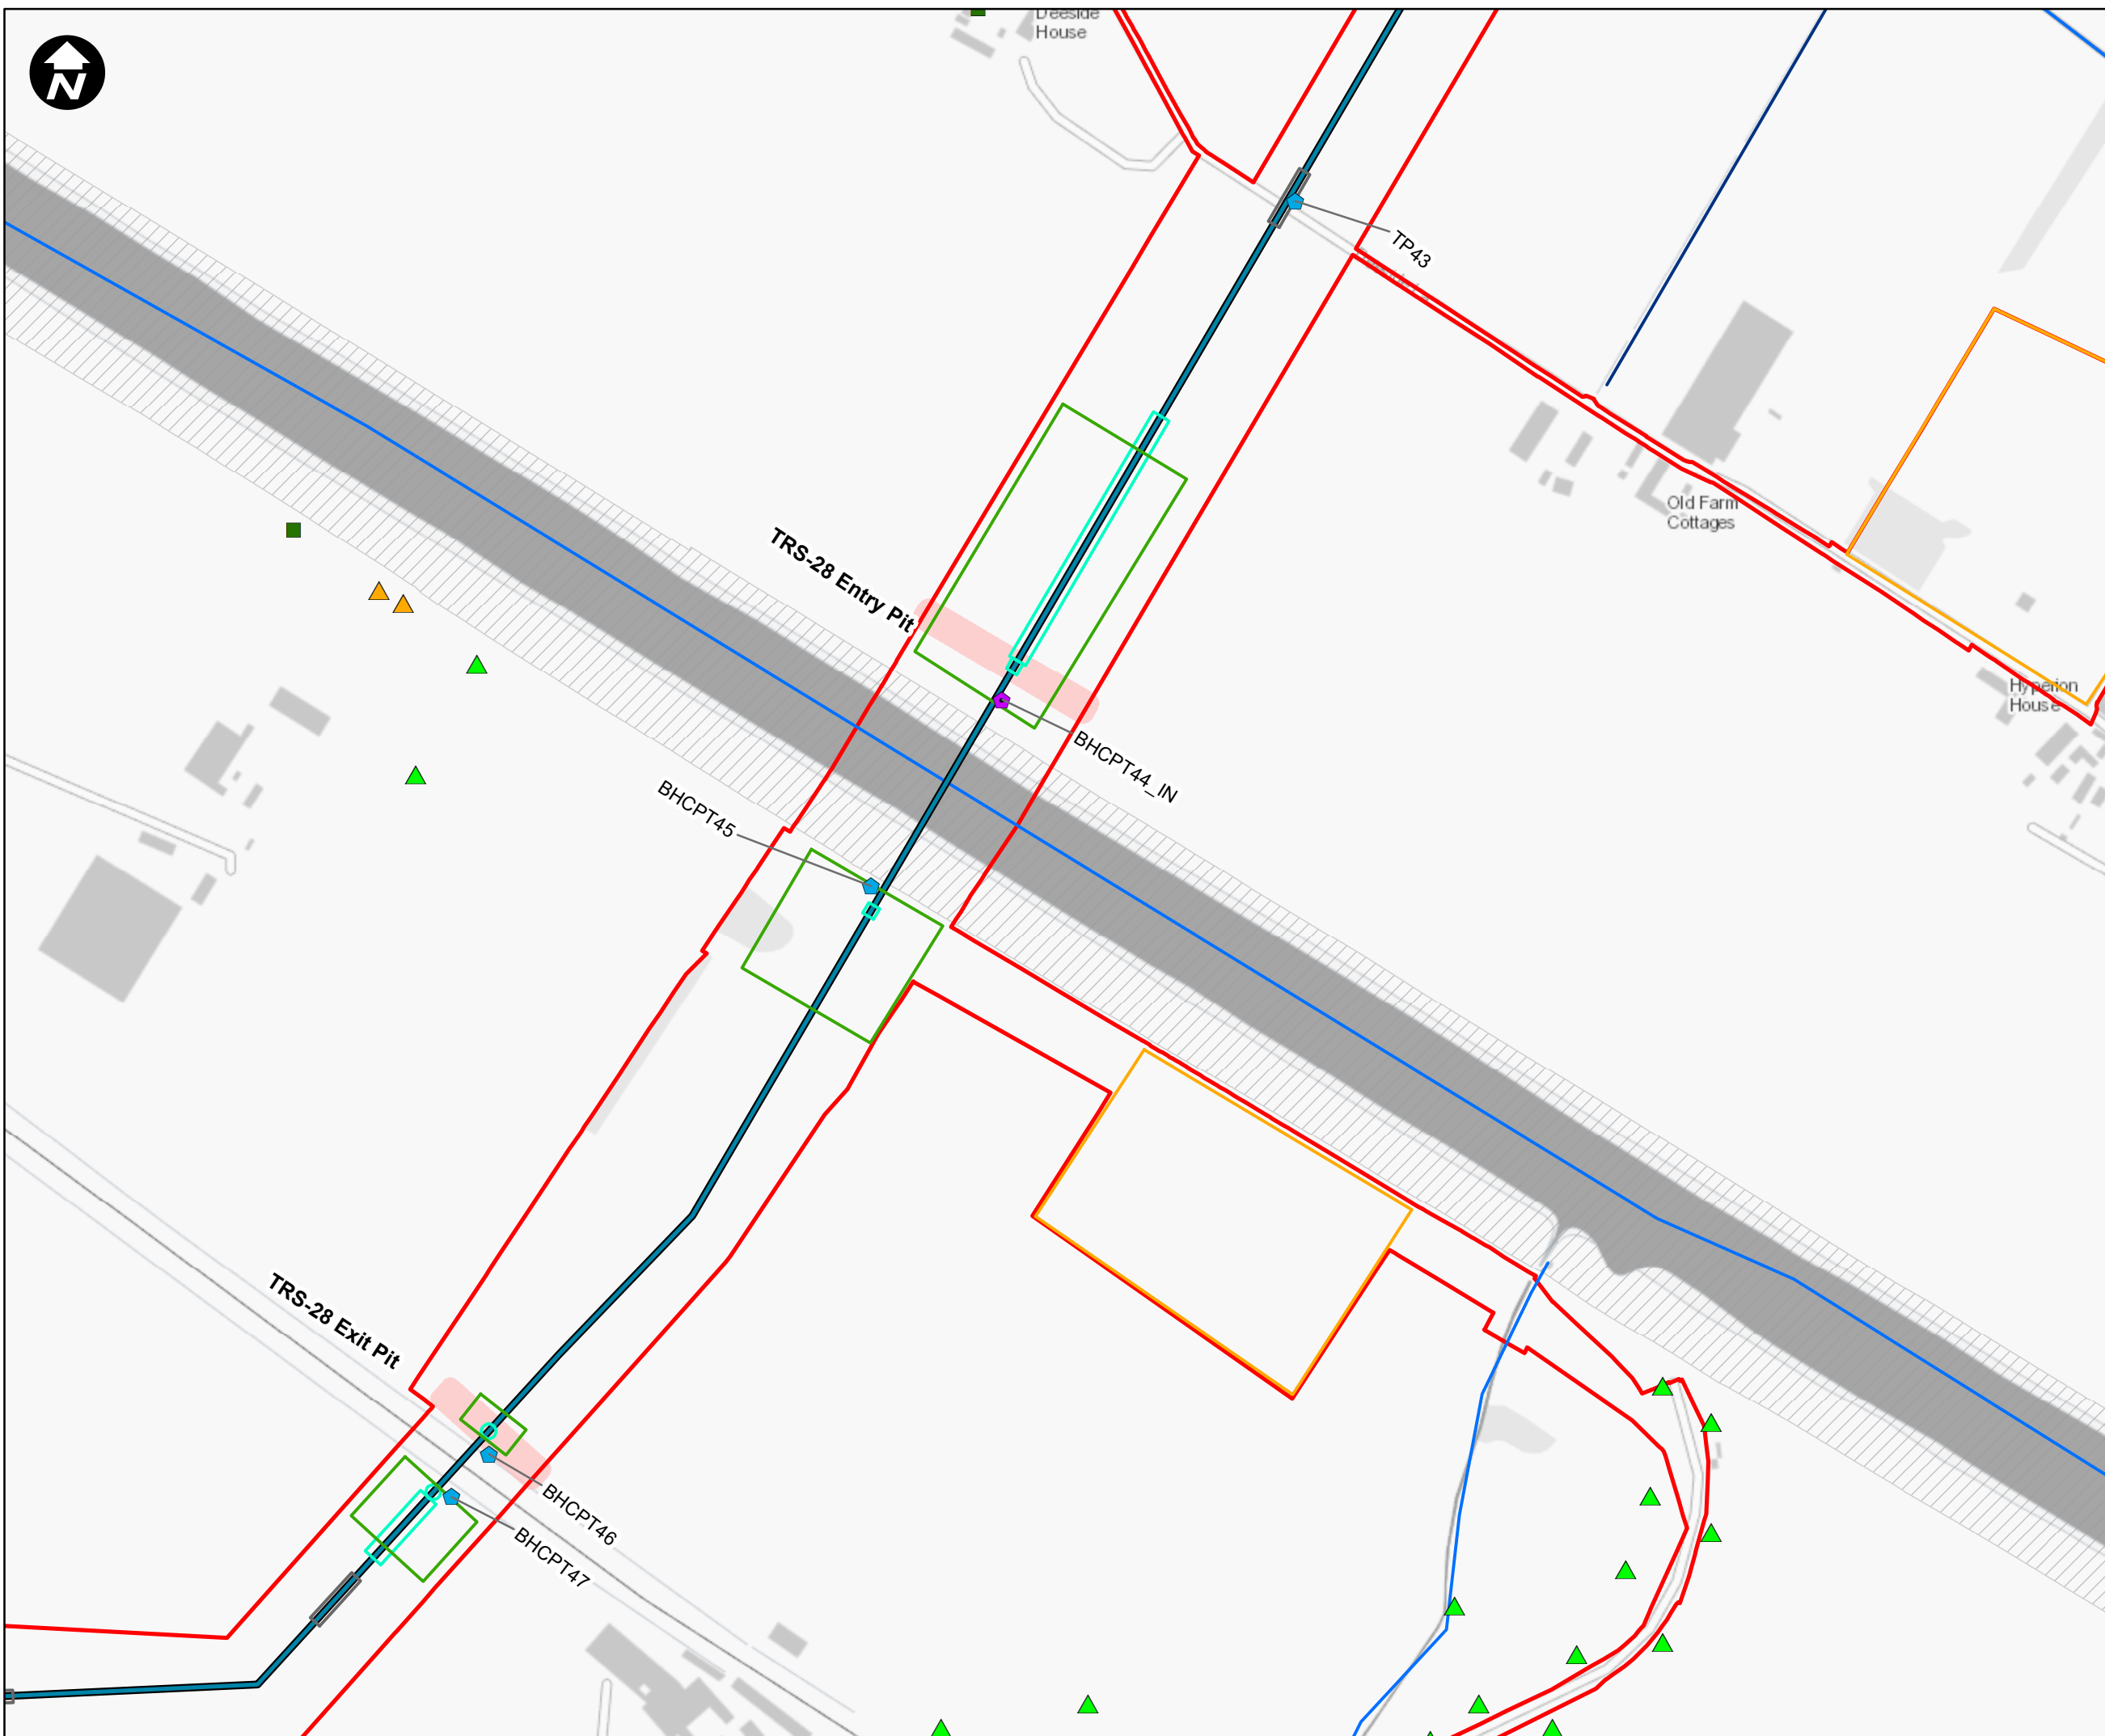 Deeside
House
N
TP43
Old Farm
Cottages
TRS-28 Entry Pit
Hyperion
House
BHCPT44_IN
BHCPT45
TRS-28 Exit Pit
BHCPT46
BHCPT47